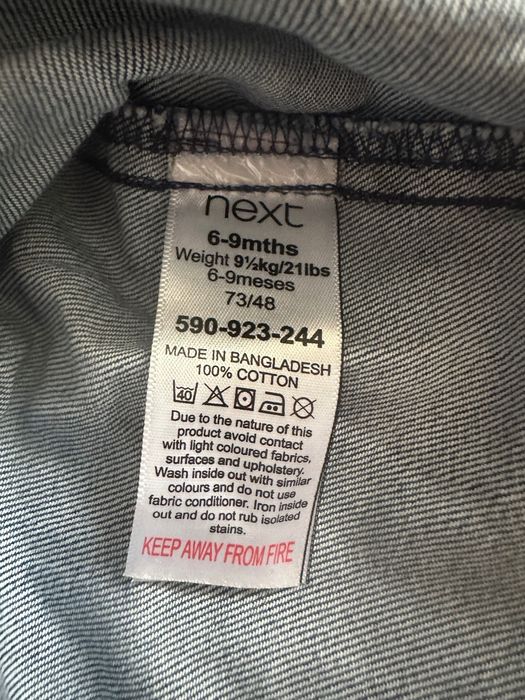 next
6-9mths
Weight 9½kg/21lbs
6-9meses
73/48
590-923-244
MADE IN BANGLADESH
100% COTTON
40
Due to the nature of this
product avoid contact
with light coloured fabrics,
surfaces and upholstery.
Wash inside out with similar
colours and do not use
fabric conditioner. Iron inside
out and do not rub isolated
stains.
KEEP AWAY FROM FIRE